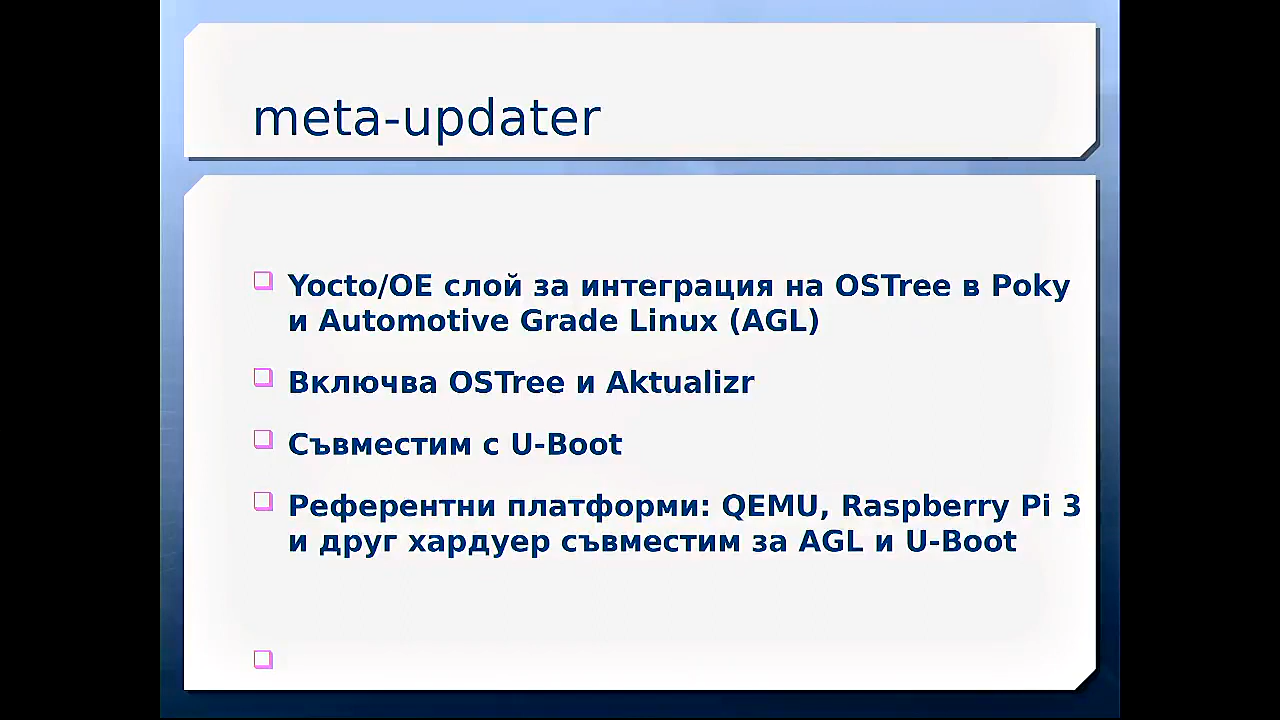 meta-updater
Yocto/OE слой за интеграция на OSTree в Poky
и Automotive Grade Linux (AGL)
Включва OSTree и Aktualizr
Съвместим с U-Boot
Референтни платформи: QEMU, Raspberry Pi 3
и друг хардуер съвместим за AGL и U-Boot